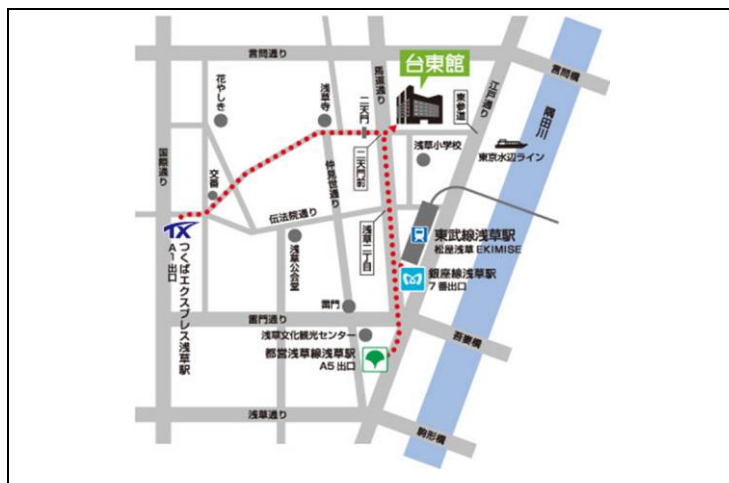 言問通り
台東館
花やしき
浅草寺
二天門
馬道通り
江戸通り
東参道
言問橋
隅田川
国際通り
交番
仲見世通り
二天門前
浅草小学校
東京水辺ライン
伝法院通り
TX
A1出口
つくばエクスプレス浅草駅
浅草公会堂
浅草二丁目
東武線浅草駅
松屋浅草 EKIMISE
銀座線浅草駅
7番出口
雷門
雷門通り
浅草文化観光センター
都営浅草線浅草駅
A5 出口
吾妻橋
浅草通り
駒形橋